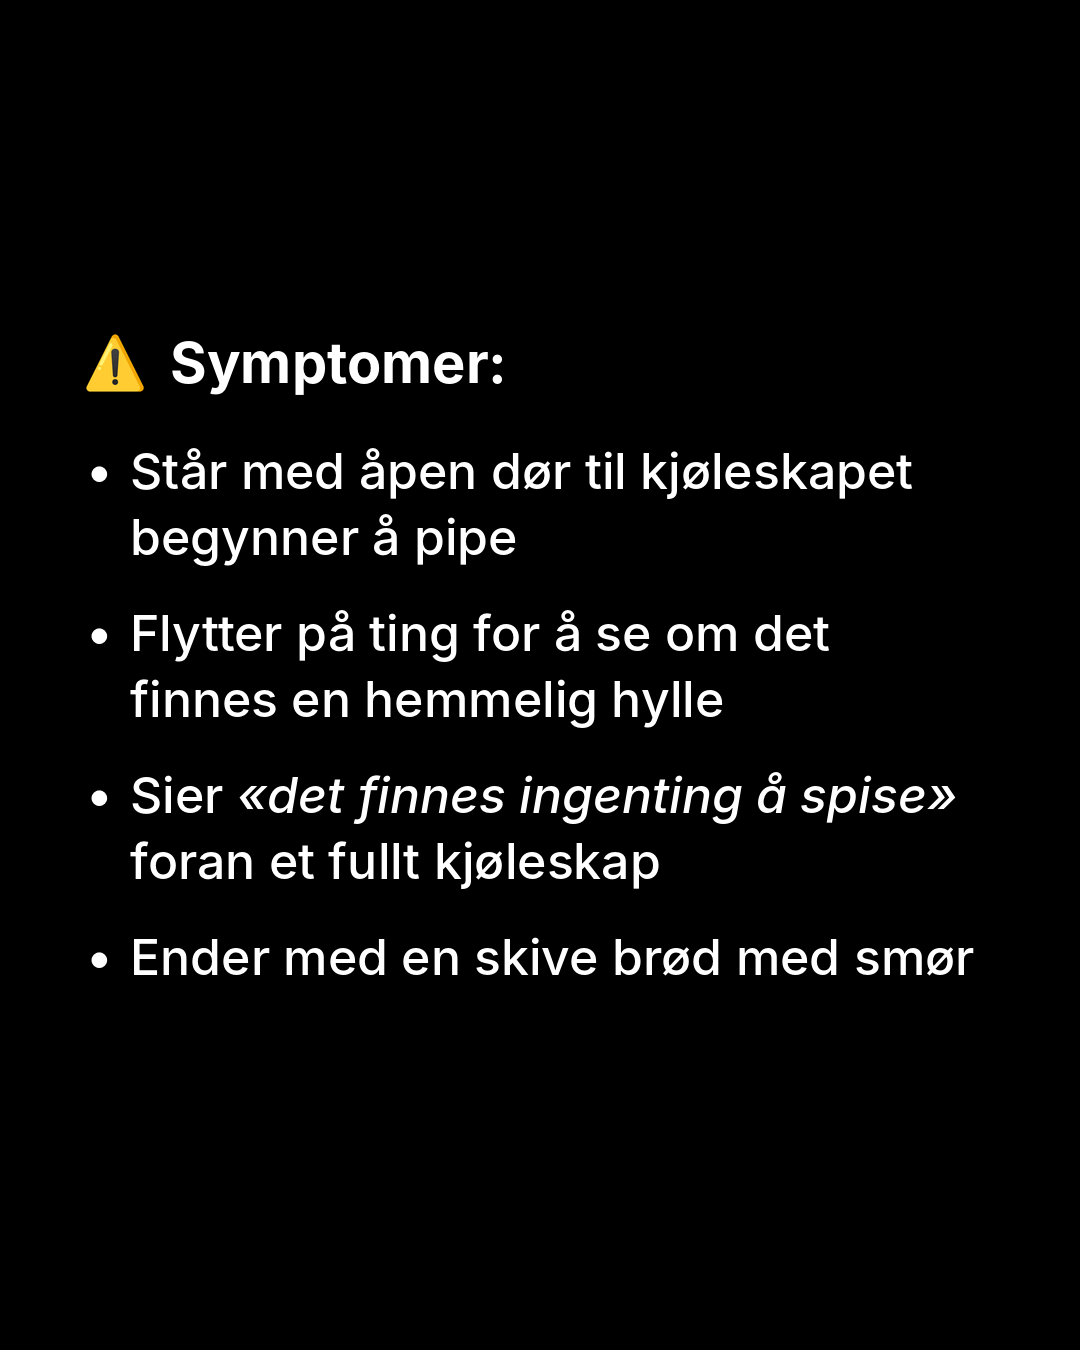 ⚠️ Symptomer:
• Står med åpen dør til kjøleskapet
begynner å pipe
• Flytter på ting for å se om det
finnes en hemmelig hylle
• Sier «det finnes ingenting å spise»
foran et fullt kjøleskap
• Ender med en skive brød med smør